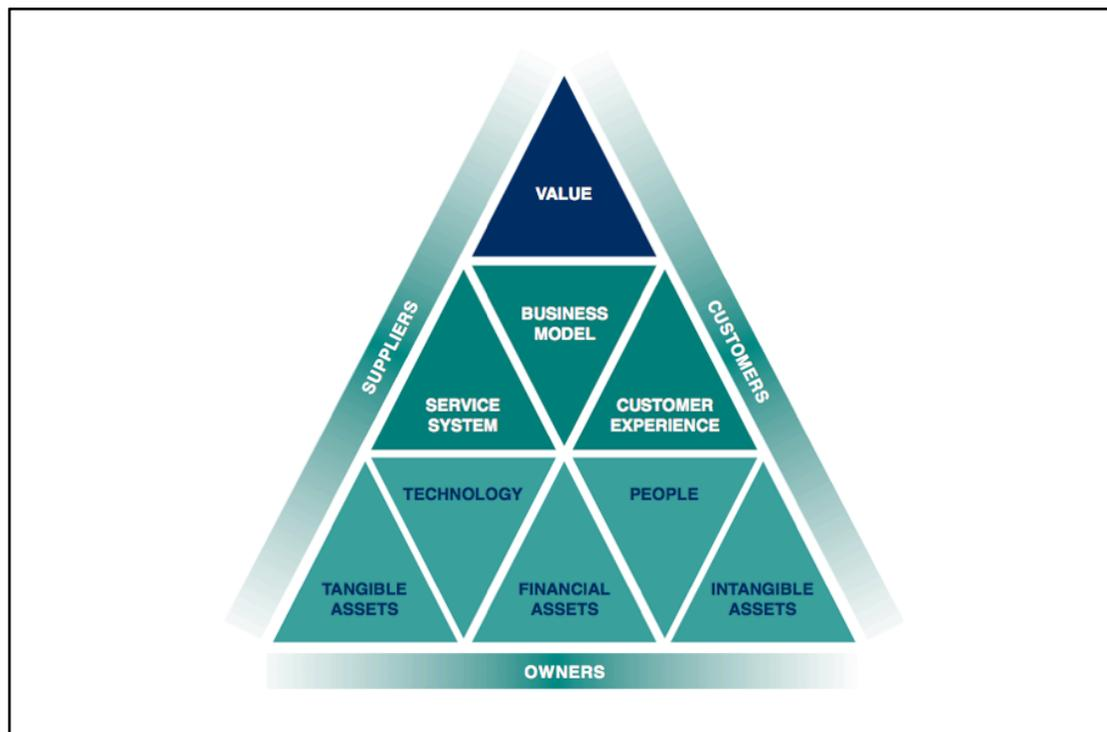 VALUE
BUSINESS
MODEL
SUPPLIERS
CUSTOMERS
SERVICE
SYSTEM
CUSTOMER
EXPERIENCE
TECHNOLOGY
PEOPLE
TANGIBLE
ASSETS
FINANCIAL
ASSETS
INTANGIBLE
ASSETS
OWNERS